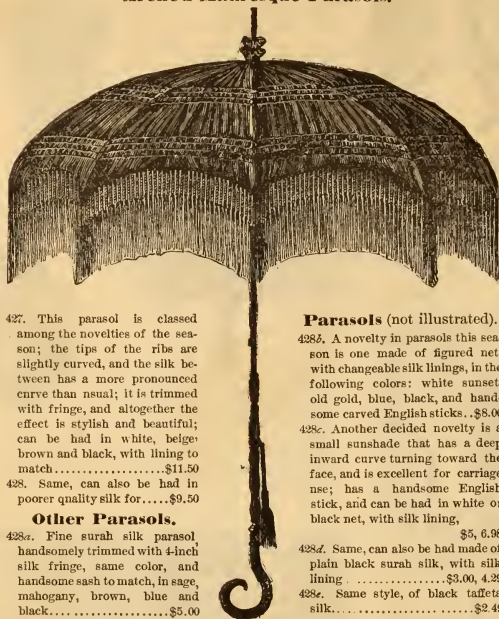 427. This parasol is classed
among the novelties of the sea-
son; the tips of the ribs are
slightly curved, and the silk be-
tween has a more pronounced
cnrve than nsual; it is trimmed
with fringe, and altogether the
effect is stylish and beautiful;
can be had in white, beige,
brown and black, with lining to
match..................$11.50
428. Same, can also be had in
poorer qnality silk for.....$9.50
Other Parasols.
428a. Fine surah silk parasol,
handsomely trimmed with 4-inch
silk fringe, same color, and
handsome sash to match, in sage,
mahogany, brown, blue and
black....................$5.00
Parasols (not illustrated).
428b. A novelty in parasols this sea-
son is one made of figured net,
with changeable silk linings, in the
following colors: white sunset,
old gold, blue, black, and hand-
some carved English sticks..$8.00
428c. Another decided novelty is a
small sunshade that has a deep
inward curve turning toward the
face, and is excellent for carriage
nse; has a handsome English
stick, and can be had in white or
black net, with silk lining,
$5, 6.98
428d. Same, can also be had made of
plain black surah silk, with silk
lining ..............$3.00, 4.29
428e. Same style, of black taffeta
silk......................$2.49